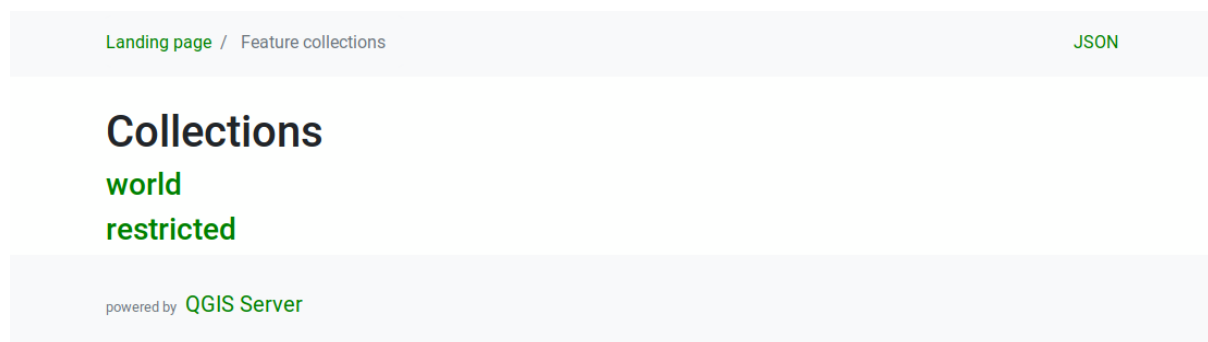 Landing page / Feature collections JSON
Collections
world
restricted
powered by QGIS Server